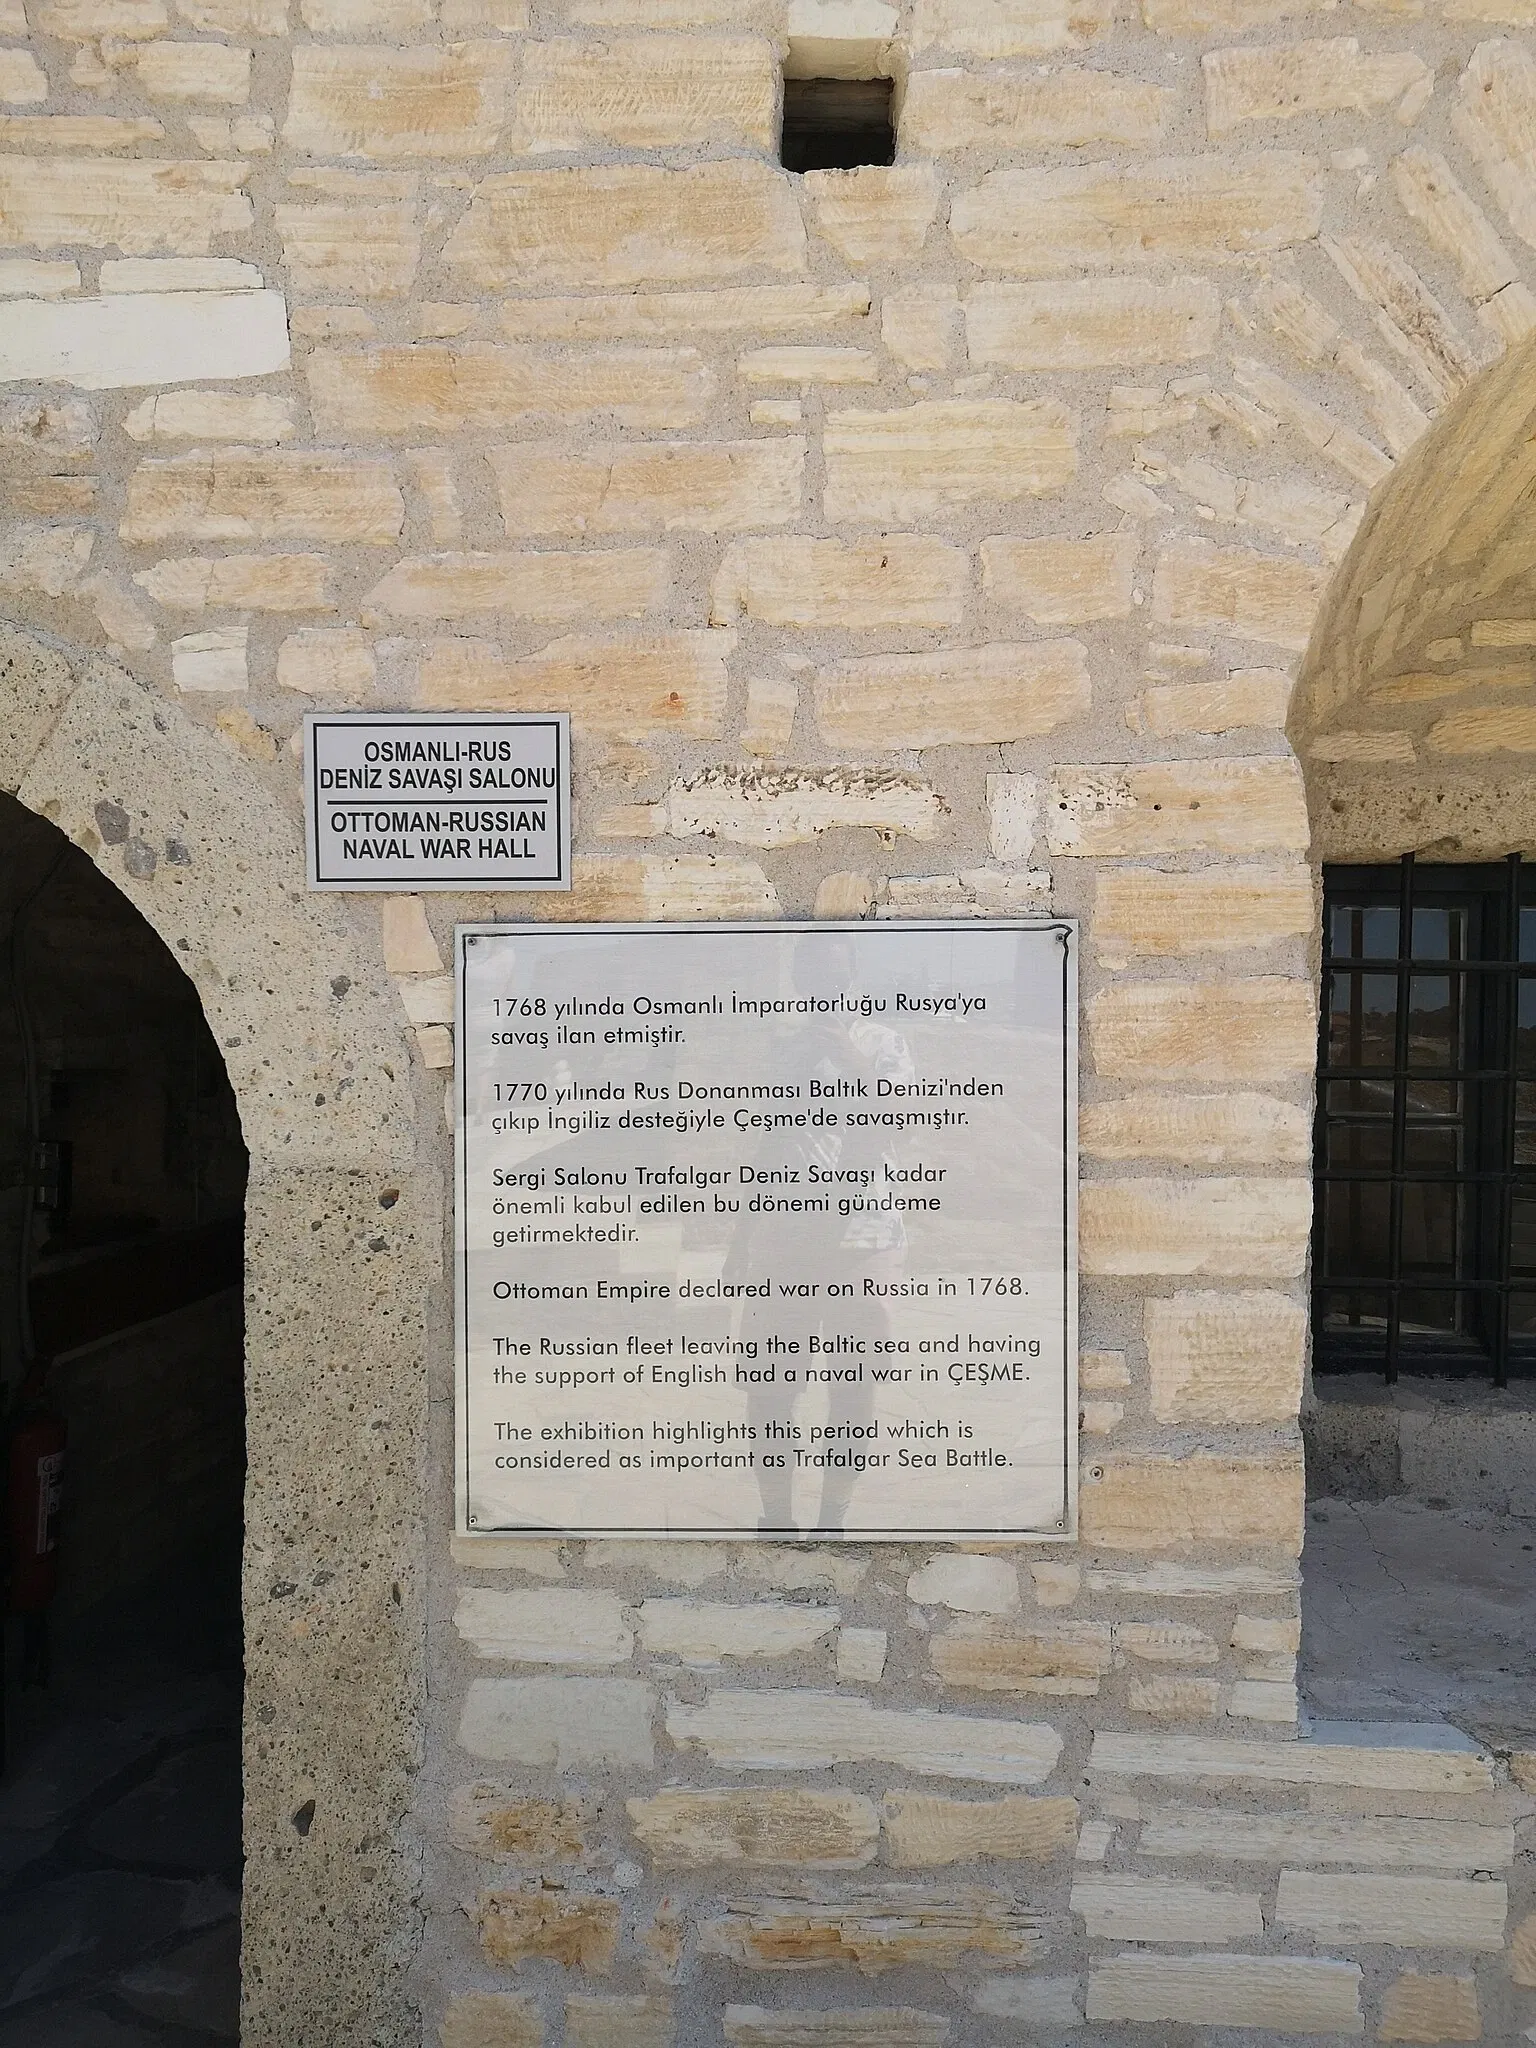 OSMANLI-RUS
DENİZ SAVAŞI SALONU
OTTOMAN-RUSSIAN
NAVAL WAR HALL
1768 yılında Osmanlı İmparatorluğu Rusya'ya
savaş ilan etmiştir.
1770 yılında Rus Donanması Baltık Denizi'nden
çıkıp İngiliz desteğiyle Çeşme'de savaşmıştır.
Sergi Salonu Trafalgar Deniz Savaşı kadar
önemli kabul edilen bu dönemi gündeme
getirmektedir.
Ottoman Empire declared war on Russia in 1768.
The Russian fleet leaving the Baltic sea and having
the support of English had a naval war in ÇEŞME.
The exhibition highlights this period which is
considered as important as Trafalgar Sea Battle.